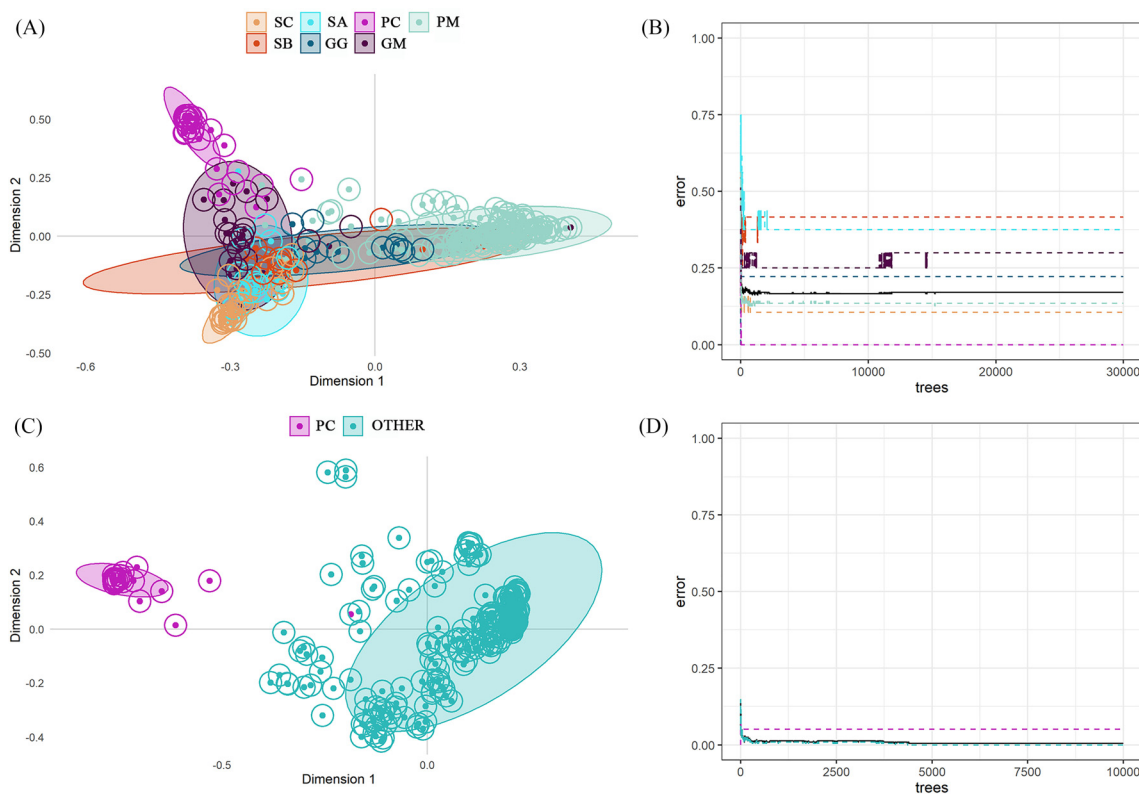 (A)
SC SA PC PM
SB GG GM
Dimension 2
0.50
0.25
0.00
-0.25
-0.50
-0.6 -0.3 0.0 0.3
Dimension 1
(B)
error
1.00
0.75
0.50
0.25
0.00
0 10000 20000 30000
trees
(C)
PC OTHER
Dimension 2
0.6
0.4
0.2
0.0
-0.2
-0.4
-0.5 0.0
Dimension 1
(D)
error
1.00
0.75
0.50
0.25
0.00
0 2500 5000 7500 10000
trees